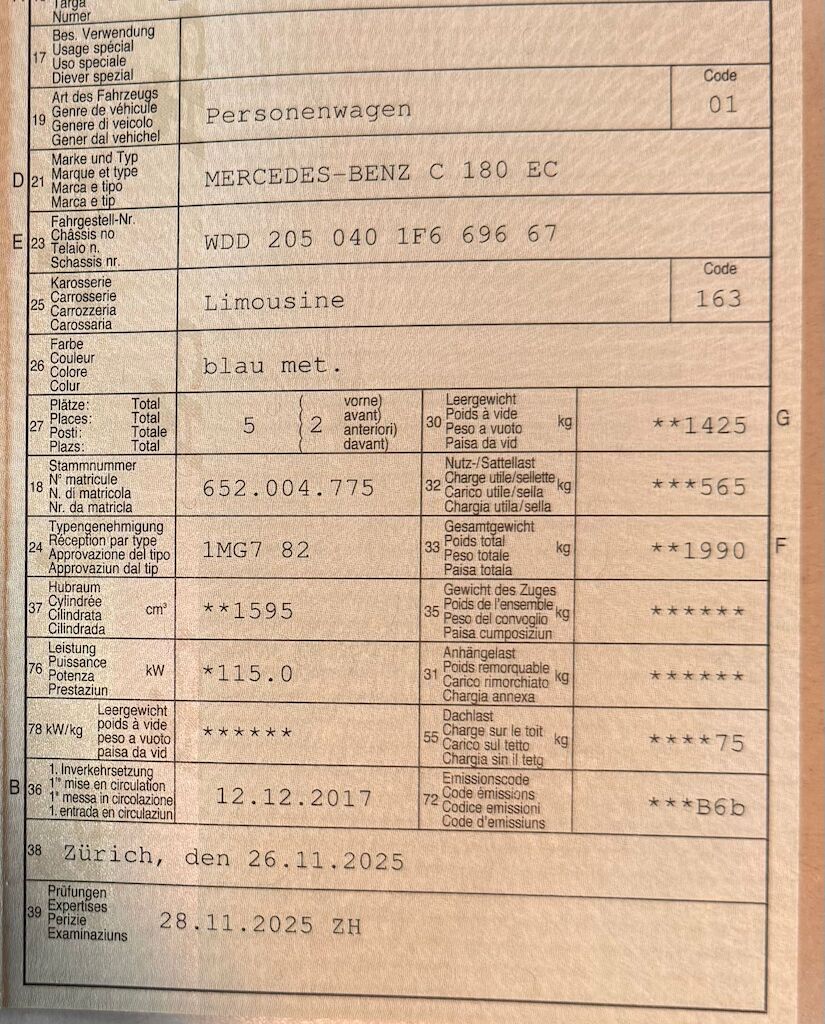 Targa
Numer
17 Bes. Verwendung
Usage spécial
Uso speciale
Diever spezial
19 Art des Fahrzeugs
Genre de véhicule
Genere di veicolo
Gener dal vehichel
Personenwagen
Code
01
D 21 Marke und Typ
Marque et type
Marca e tipo
Marca e tip
MERCEDES-BENZ C 180 EC
E 23 Fahrgestell-Nr.
Châssis no
Telaio n.
Schassis nr.
WDD 205 040 1F6 696 67
25 Karosserie
Carrosserie
Carrozzeria
Carossaria
Limousine
Code
163
26 Farbe
Couleur
Colore
Colur
blau met.
27 Plätze: Total
Places: Total
Posti: Totale
Plazs: Total
5 ( 2 vorne)
avant)
anteriori)
davant)
30 Leergewicht
Poids à vide
Peso a vuoto
Paisa da vid
kg
**1425 G
18 Stammnummer
N° matricule
N. di matricola
Nr. da matricla
652.004.775
32 Nutz-/Sattellast
Charge utile/sellette
Carico utile/sella
Chargia utila/sella
kg
***565
24 Typengenehmigung
Réception par type
Approvazione del tipo
Approvaziun dal tip
1MG7 82
33 Gesamtgewicht
Poids total
Peso totale
Paisa totala
kg
**1990 F
37 Hubraum
Cylindrée
Cilindrata
Cilindrada
cm³
**1595
35 Gewicht des Zuges
Poids de l'ensemble
Peso del convoglio
Paisa cumposiziun
kg
******
76 Leistung
Puissance
Potenza
Prestaziun
kW
*115.0
31 Anhängelast
Poids remorquable
Carico rimorchiato
Chargia annexa
kg
******
78 kW/kg Leergewicht
poids à vide
peso a vuoto
paisa da vid
******
55 Dachlast
Charge sur le toit
Carico sul tetto
Chargia sin il tetg
kg
****75
B 36 1. Inverkehrsetzung
1re mise en circulation
1a messa in circolazione
1. entrada en circulaziun
12.12.2017
72 Emissionscode
Code émissions
Codice emissioni
Code d'emissiuns
***B6b
38 Zürich, den 26.11.2025
39 Prüfungen
Expertises
Perizie
Examinaziuns
28.11.2025 ZH